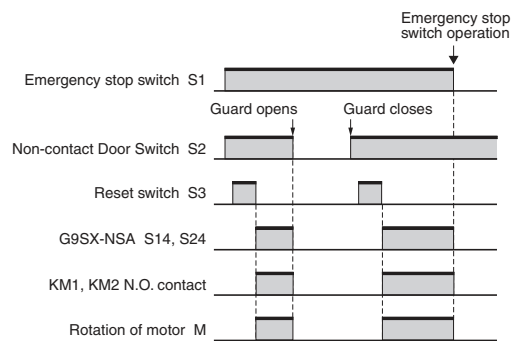 Emergency stop
switch operation
Emergency stop switch S1
Guard opens
Guard closes
Non-contact Door Switch S2
Reset switch S3
G9SX-NSA S14, S24
KM1, KM2 N.O. contact
Rotation of motor M